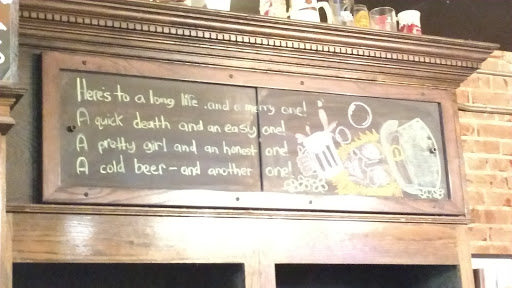 Here's to a long life .and a merry one!
A quick death and an easy one!
A pretty girl and an honest one!
A cold beer - and another one!